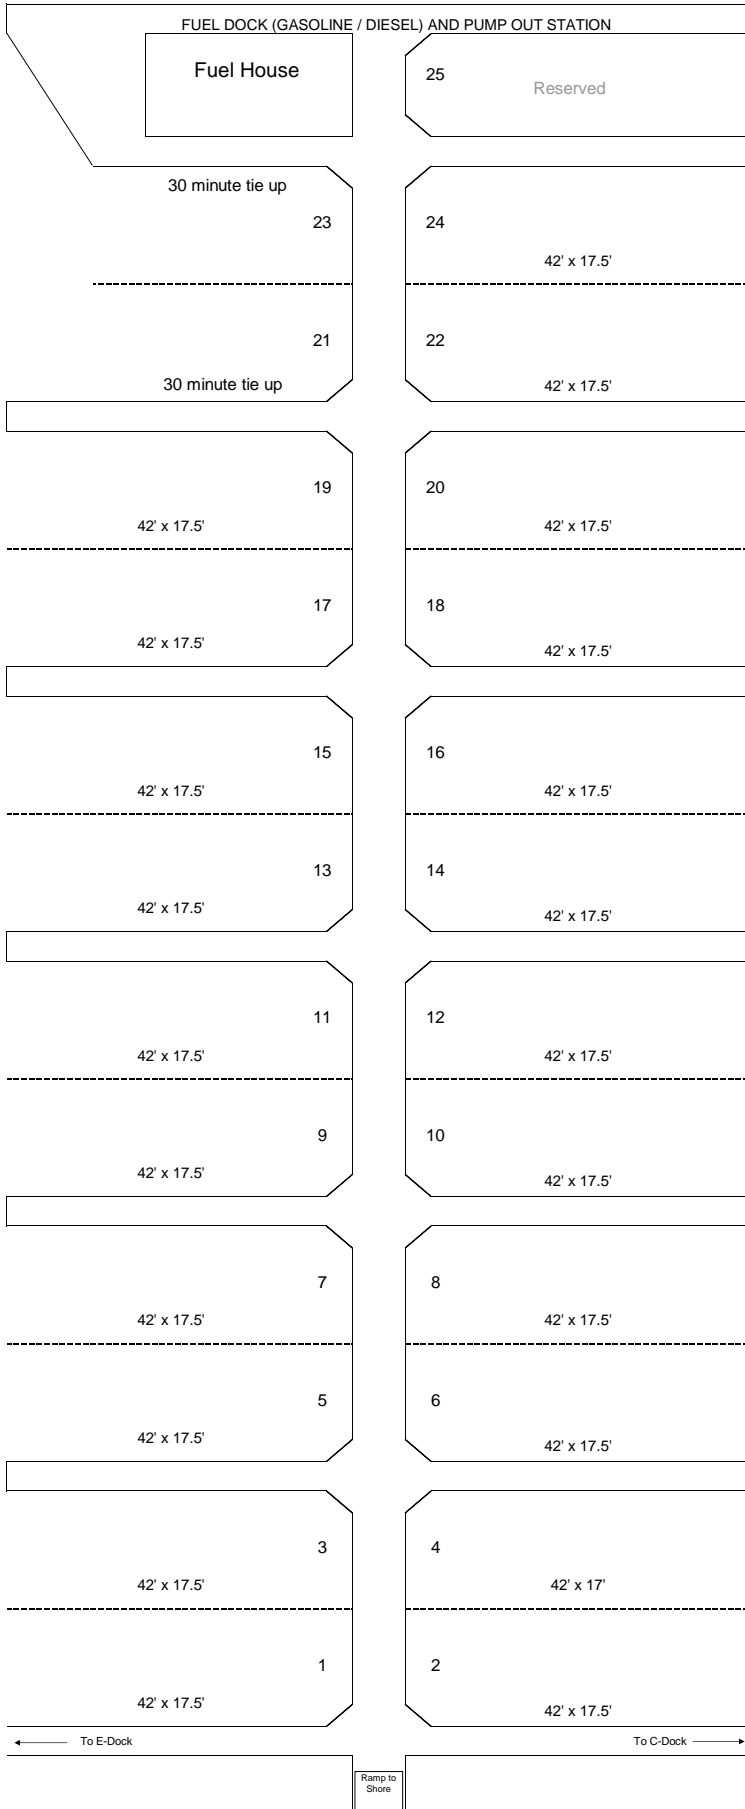 FUEL DOCK (GASOLINE / DIESEL) AND PUMP OUT STATION
Fuel House
25
Reserved
30 minute tie up
23
24
42' x 17.5'
21
22
30 minute tie up
42' x 17.5'
19
20
42' x 17.5'
42' x 17.5'
17
18
42' x 17.5'
42' x 17.5'
15
16
42' x 17.5'
42' x 17.5'
13
14
42' x 17.5'
42' x 17.5'
11
12
42' x 17.5'
42' x 17.5'
9
10
42' x 17.5'
42' x 17.5'
7
8
42' x 17.5'
42' x 17.5'
5
6
42' x 17.5'
42' x 17.5'
3
4
42' x 17.5'
42' x 17'
1
2
42' x 17.5'
42' x 17.5'
To E-Dock
To C-Dock
Ramp to
Shore